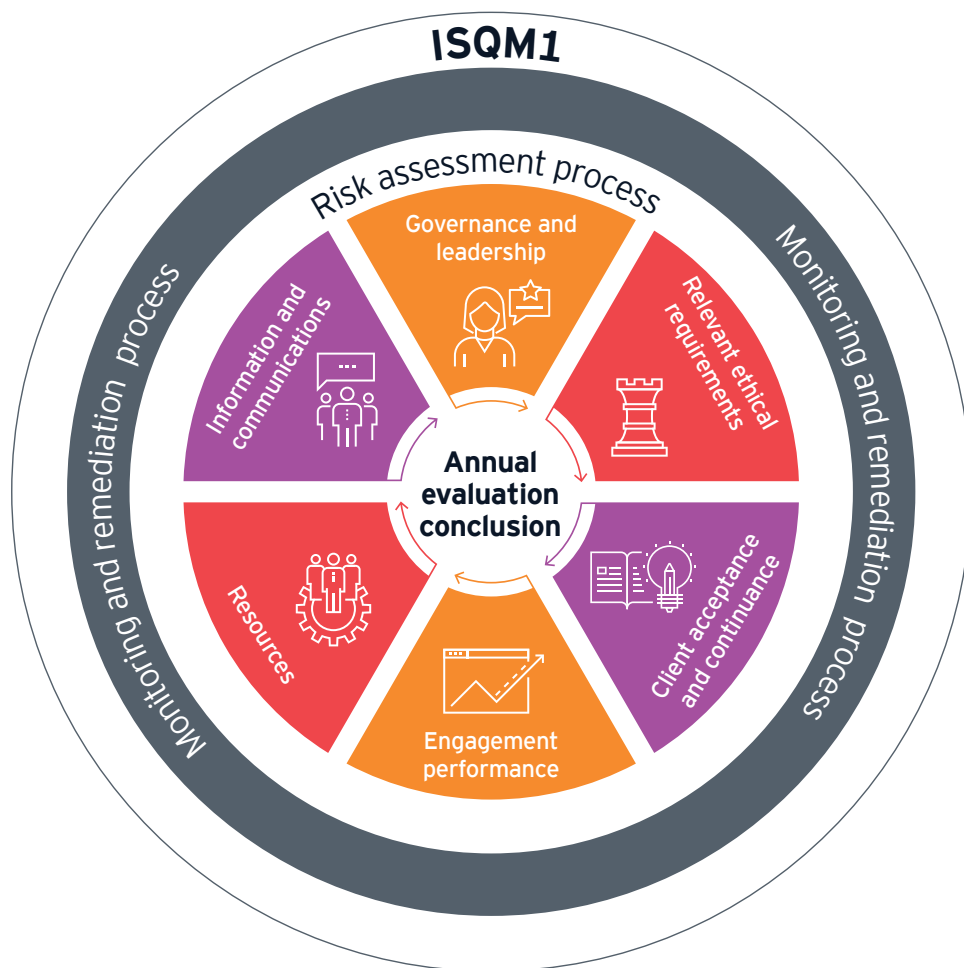 ISQM1
Risk assessment process
Monitoring and remediation process
Monitoring and remediation process
Governance and
leadership
Relevant ethical
requirements
Client acceptance
and continuance
Engagement
performance
Resources
Information and
communications
Annual
evaluation
conclusion